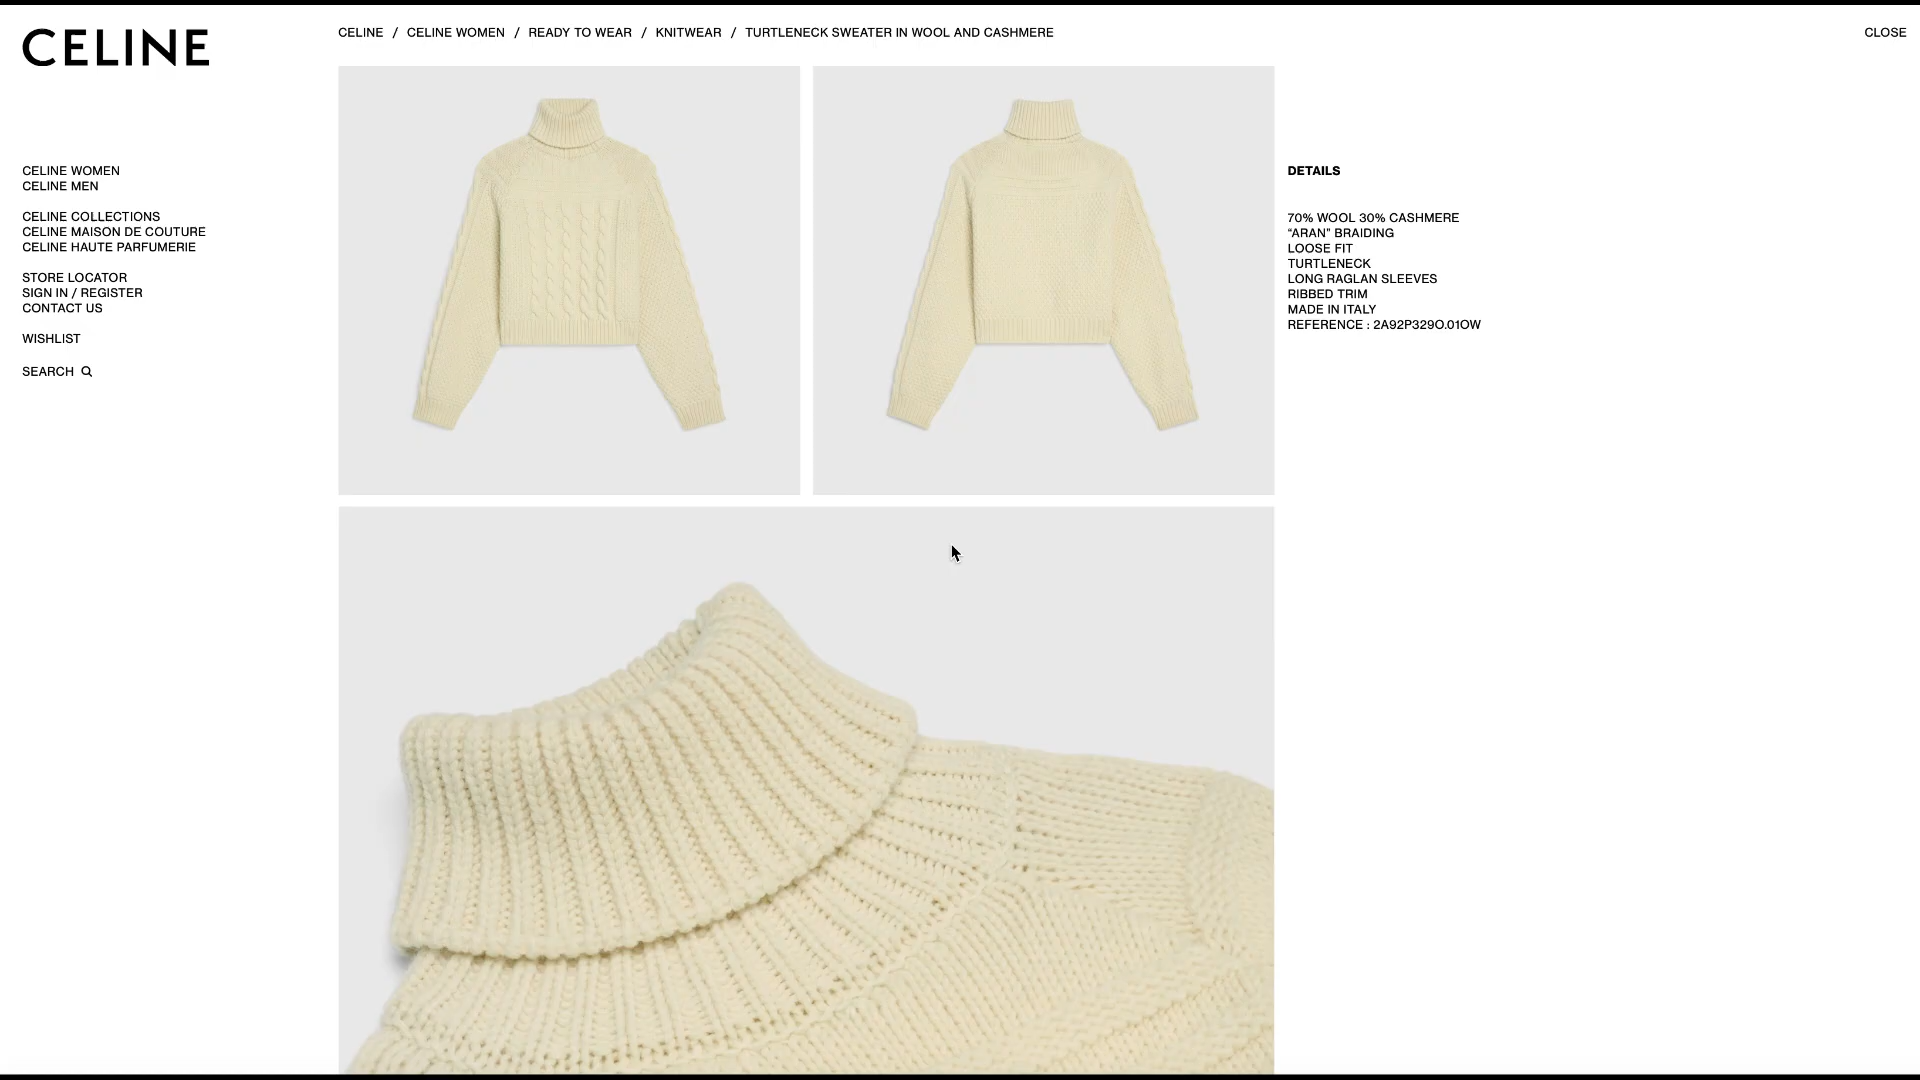 CELINE
CELINE / CELINE WOMEN / READY TO WEAR / KNITWEAR / TURTLENECK SWEATER IN WOOL AND CASHMERE
CLOSE
CELINE WOMEN
CELINE MEN
CELINE COLLECTIONS
CELINE MAISON DE COUTURE
CELINE HAUTE PARFUMERIE
STORE LOCATOR
SIGN IN / REGISTER
CONTACT US
WISHLIST
SEARCH
DETAILS
70% WOOL 30% CASHMERE
“ARAN” BRAIDING
LOOSE FIT
TURTLENECK
LONG RAGLAN SLEEVES
RIBBED TRIM
MADE IN ITALY
REFERENCE : 2A92P329O.01OW